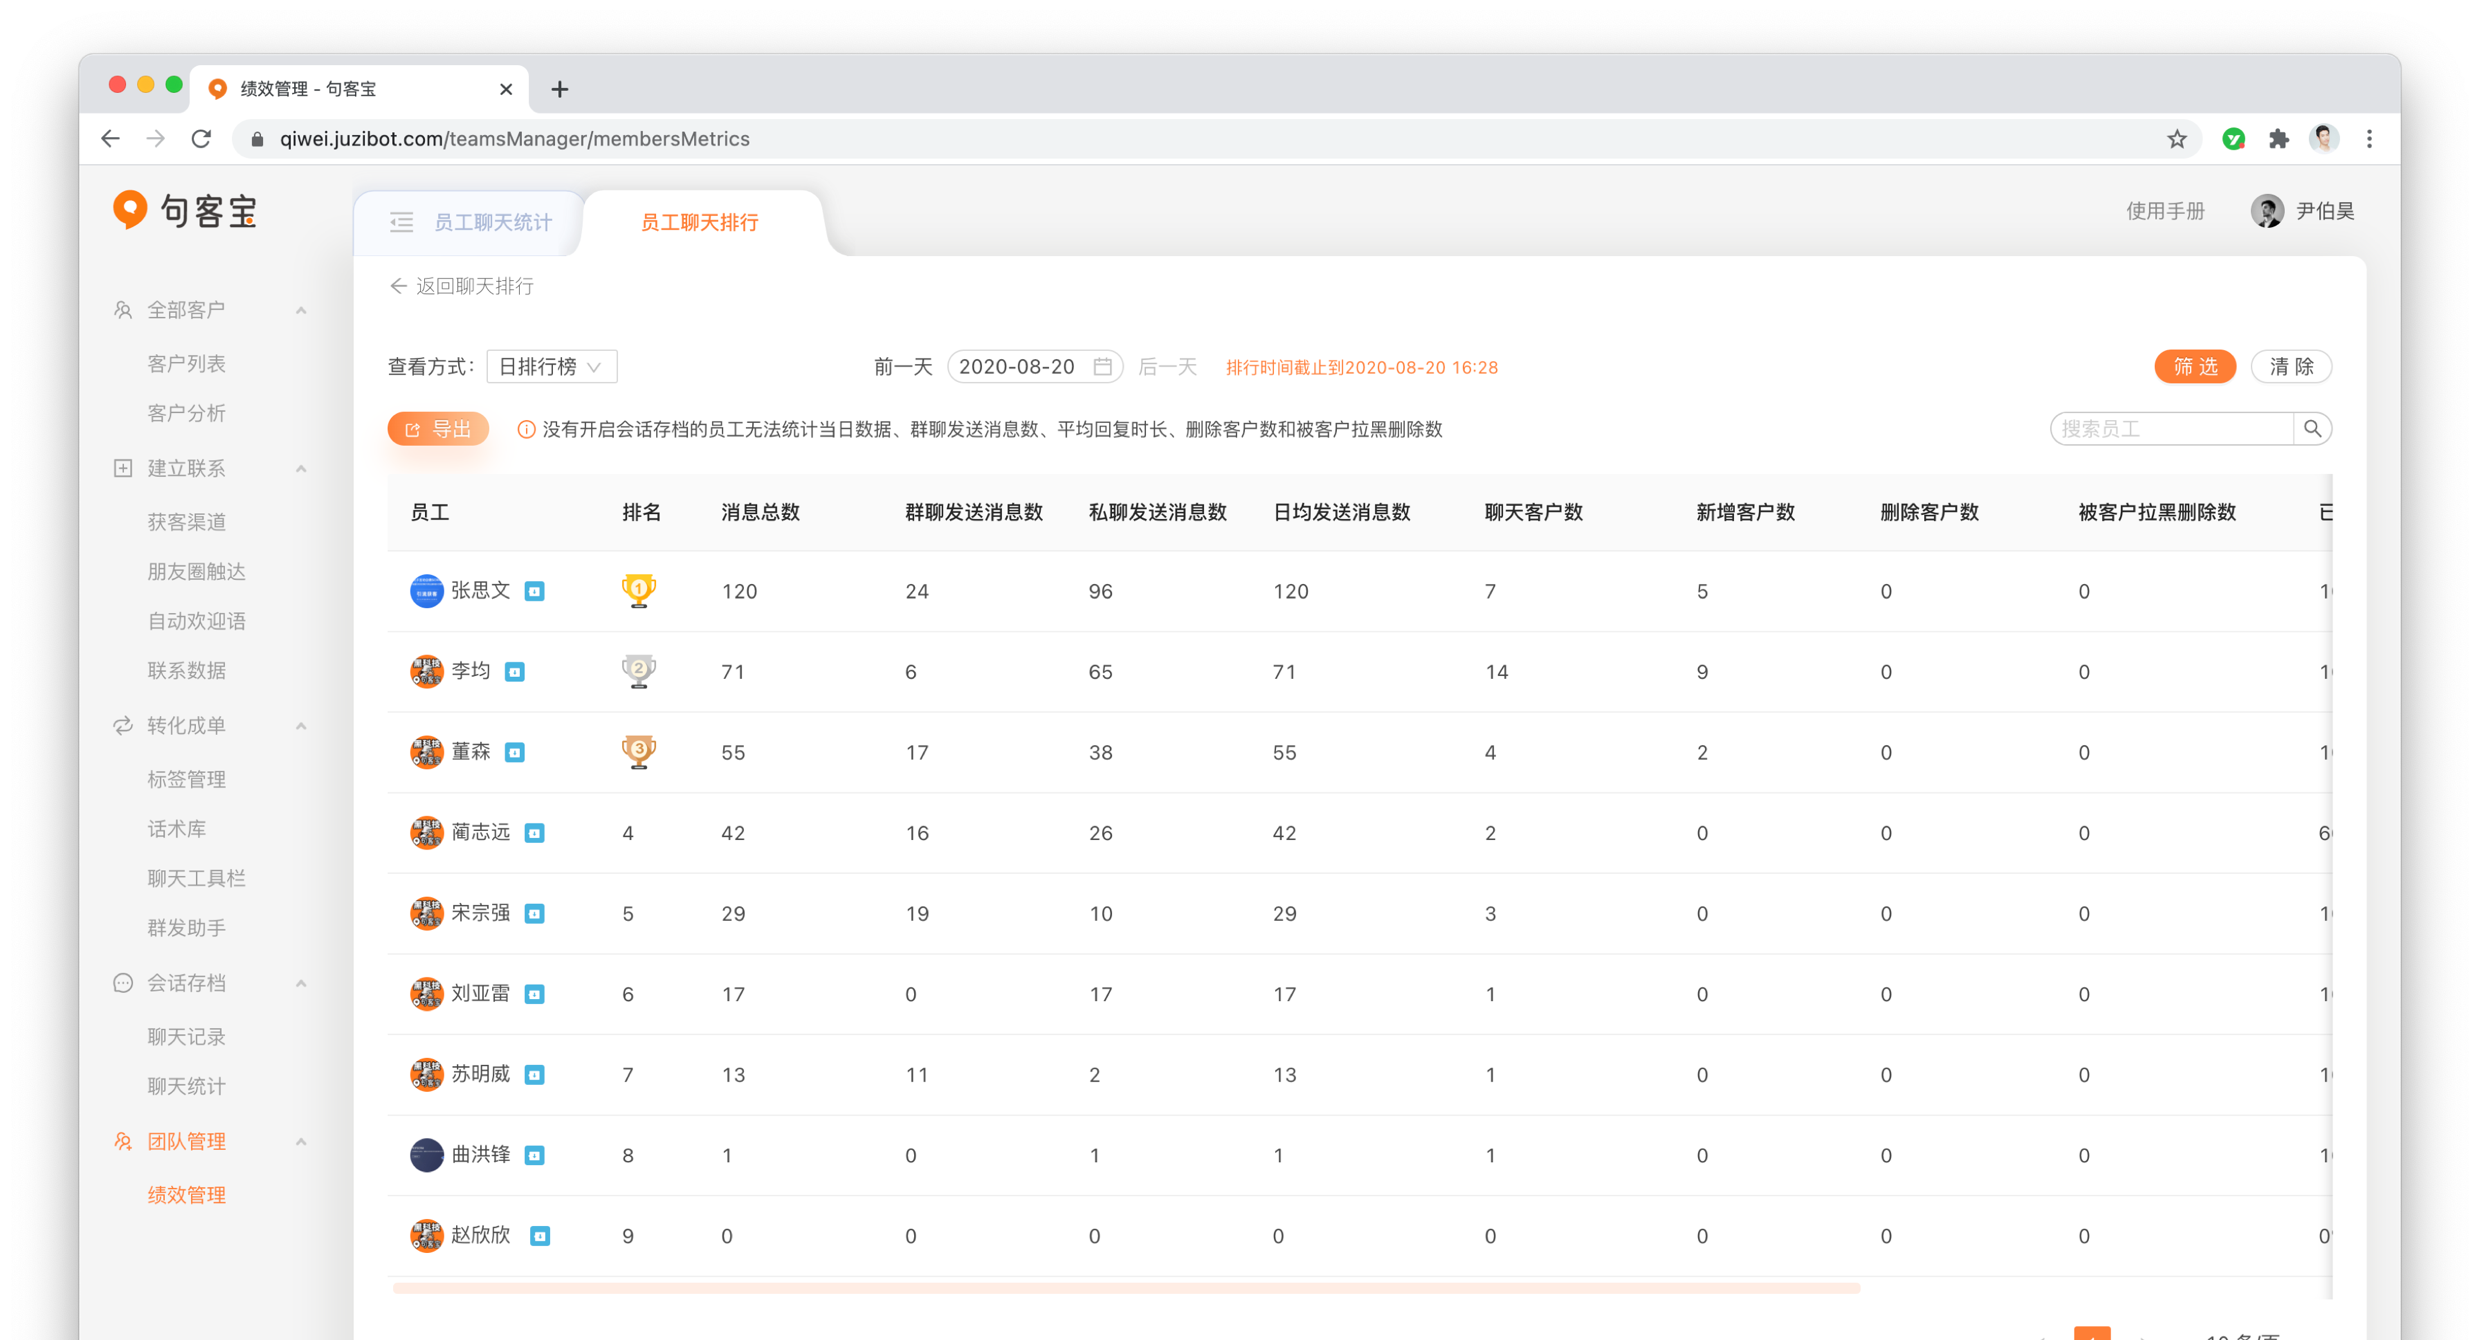 绩效管理 - 句客宝
qiwei.juzibot.com/teamsManager/membersMetrics
句客宝
员工聊天统计 员工聊天排行
使用手册 尹伯昊
返回聊天排行
全部客户
客户列表
客户分析
建立联系
获客渠道
朋友圈触达
自动欢迎语
联系数据
转化成单
标签管理
话术库
聊天工具栏
群发助手
会话存档
聊天记录
聊天统计
团队管理
绩效管理
查看方式: 日排行榜 前一天 2020-08-20 后一天 排行时间截止到2020-08-20 16:28 筛选 清除
导出 没有开启会话存档的员工无法统计当日数据、群聊发送消息数、平均回复时长、删除客户数和被客户拉黑删除数 搜索员工
员工 排名 消息总数 群聊发送消息数 私聊发送消息数 日均发送消息数 聊天客户数 新增客户数 删除客户数 被客户拉黑删除数 已
张思文 1 120 24 96 120 7 5 0 0
李均 2 71 6 65 71 14 9 0 0
董森 3 55 17 38 55 4 2 0 0
蔺志远 4 42 16 26 42 2 0 0 0
宋宗强 5 29 19 10 29 3 0 0 0
刘亚雷 6 17 0 17 17 1 0 0 0
苏明威 7 13 11 2 13 1 0 0 0
曲洪锋 8 1 0 1 1 1 0 0 0
赵欣欣 9 0 0 0 0 0 0 0 0